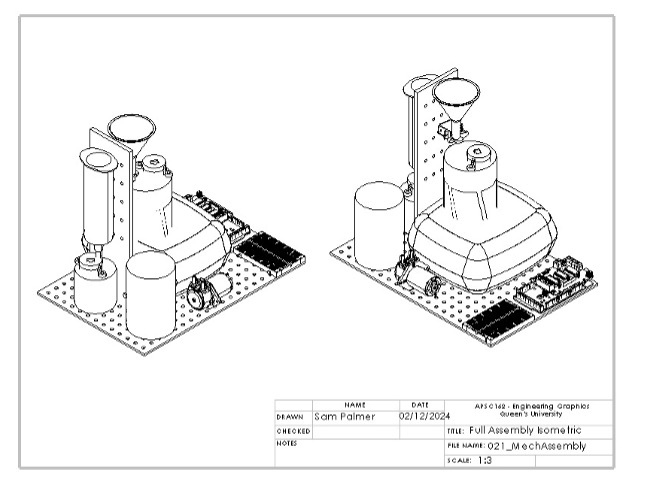 NAME DATE APSC162 - Engineering Graphics
Queen's University
DRAWN Sam Palmer 02/12/2024
CHECKED TITLE: Full Assembly Isometric
NOTES FILE NAME: 021_MechAssembly
SCALE: 1:3